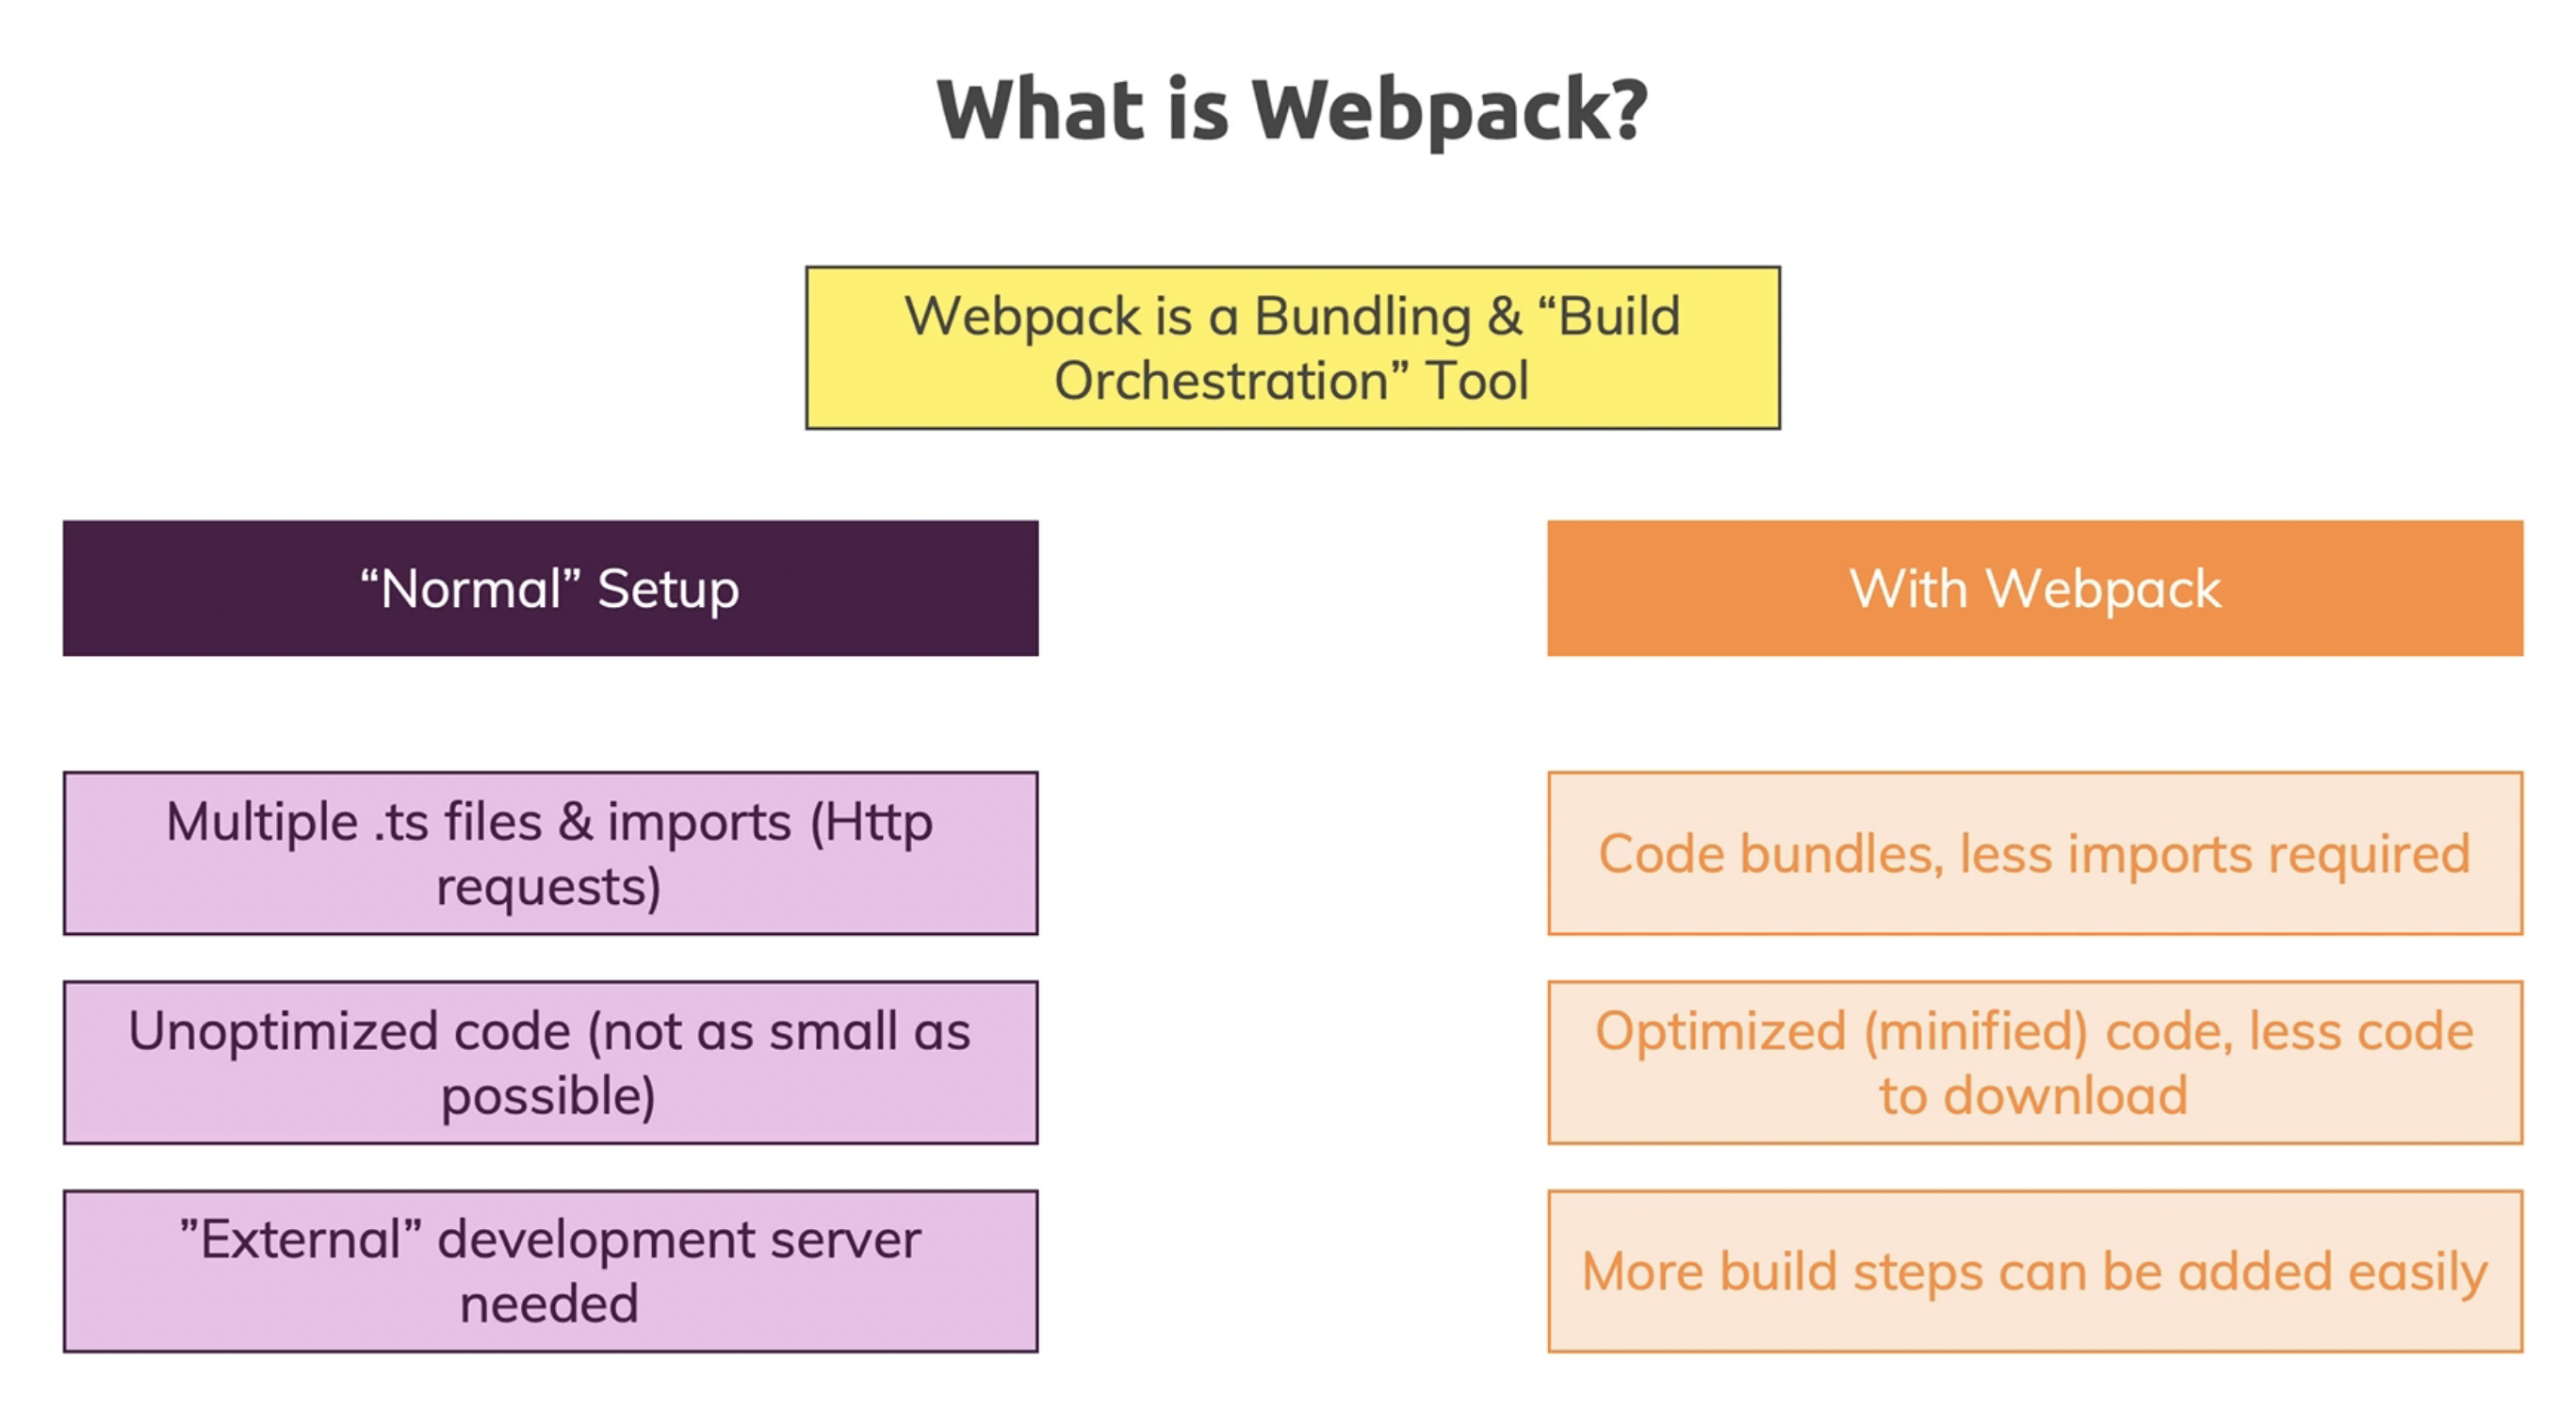 What is Webpack?
Webpack is a Bundling & “Build
Orchestration” Tool
“Normal” Setup
With Webpack
Multiple .ts files & imports (Http
requests)
Code bundles, less imports required
Unoptimized code (not as small as
possible)
Optimized (minified) code, less code
to download
”External” development server
needed
More build steps can be added easily